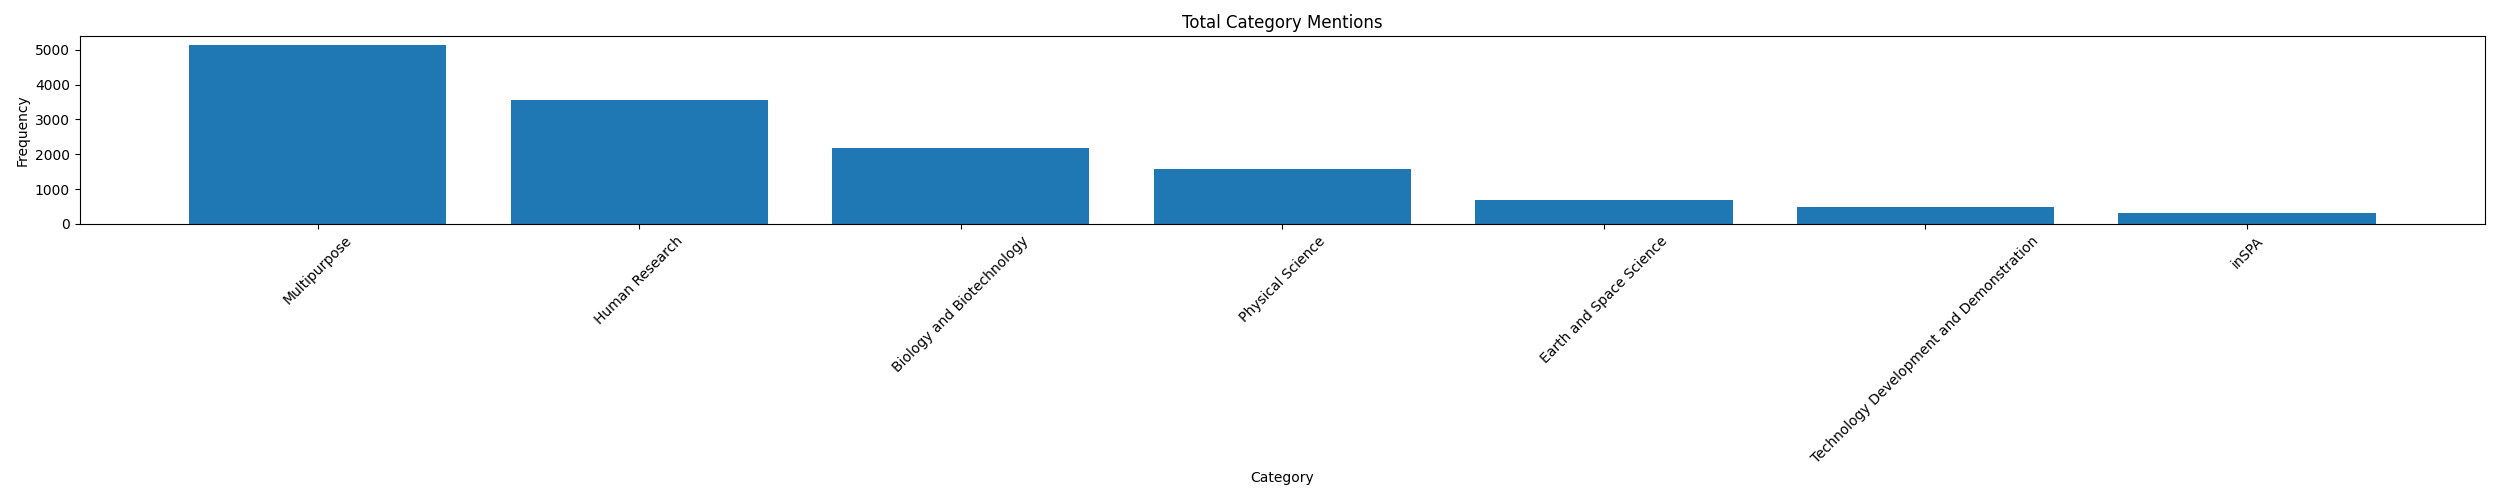 Total Category Mentions
Frequency
5000
4000
3000
2000
1000
0
Multipurpose
Human Research
Biology and Biotechnology
Physical Science
Earth and Space Science
Technology Development and Demonstration
inSPA
Category